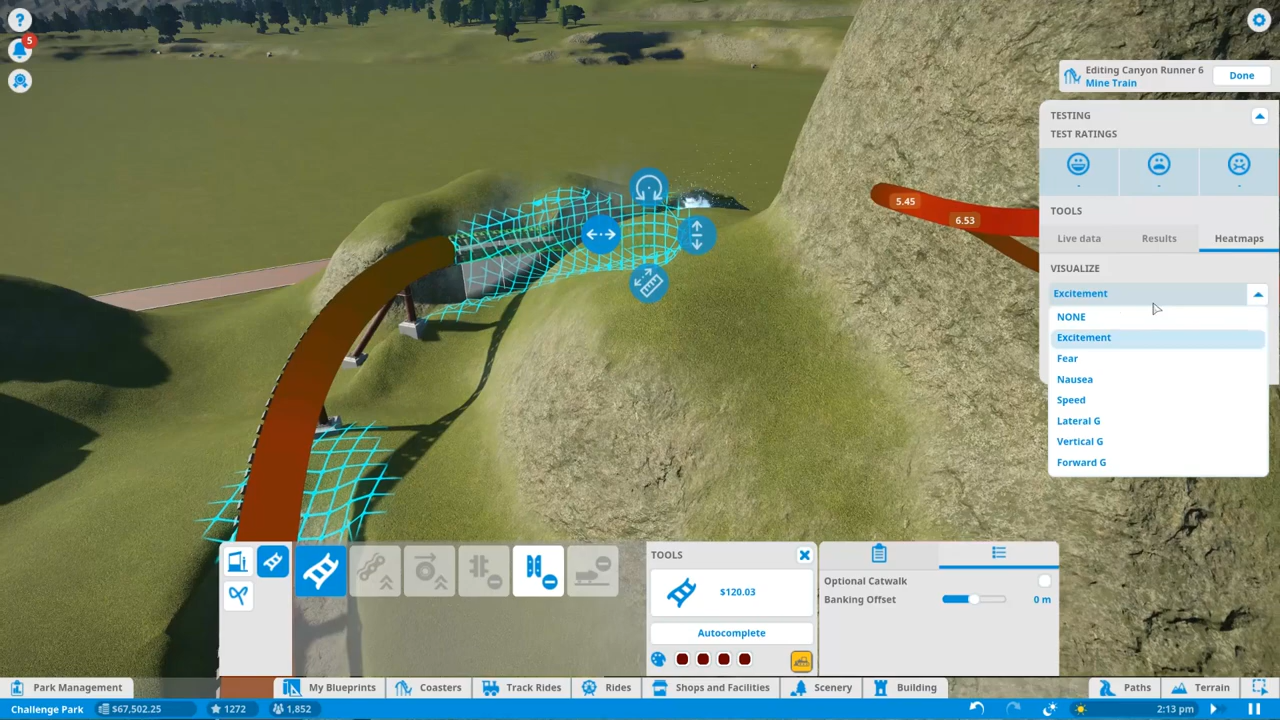 ?
5
Editing Canyon Runner 6
Mine Train
Done
TESTING
TEST RATINGS
- - -
TOOLS
Live data Results Heatmaps
VISUALIZE
Excitement
NONE
Excitement
Fear
Nausea
Speed
Lateral G
Vertical G
Forward G
5.45
6.53
TOOLS
$120.03
Autocomplete
Optional Catwalk
Banking Offset 0 m
Park Management My Blueprints Coasters Track Rides Rides Shops and Facilities Scenery Building Paths Terrain
Challenge Park $67,502.25 1272 1,852 2:13 pm